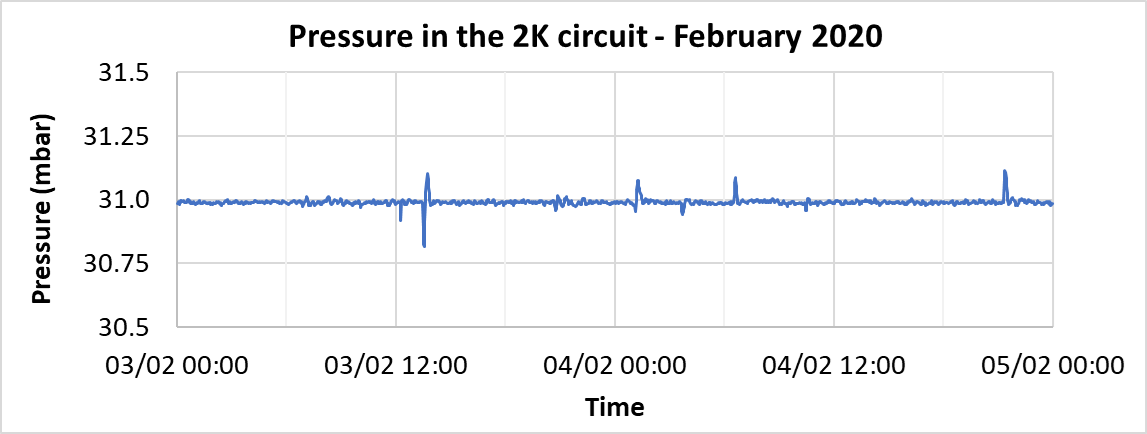 Pressure in the 2K circuit - February 2020
Pressure (mbar)
31.5
31.25
31.0
30.75
30.5
03/02 00:00 03/02 12:00 04/02 00:00 04/02 12:00 05/02 00:00
Time